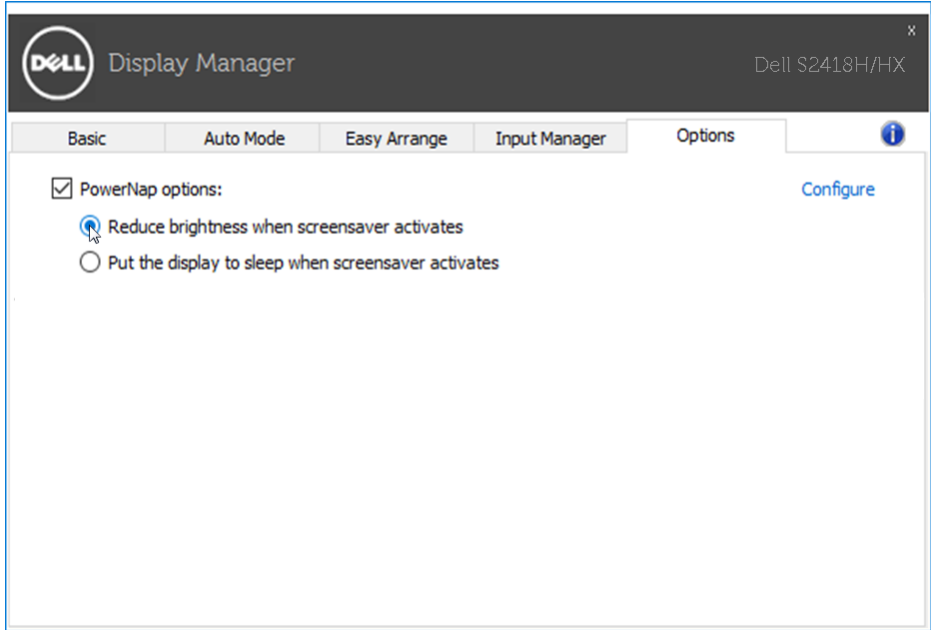 x
DELL Display Manager
Dell S2418H/HX
Basic Auto Mode Easy Arrange Input Manager Options i
PowerNap options: Configure
Reduce brightness when screensaver activates
Put the display to sleep when screensaver activates